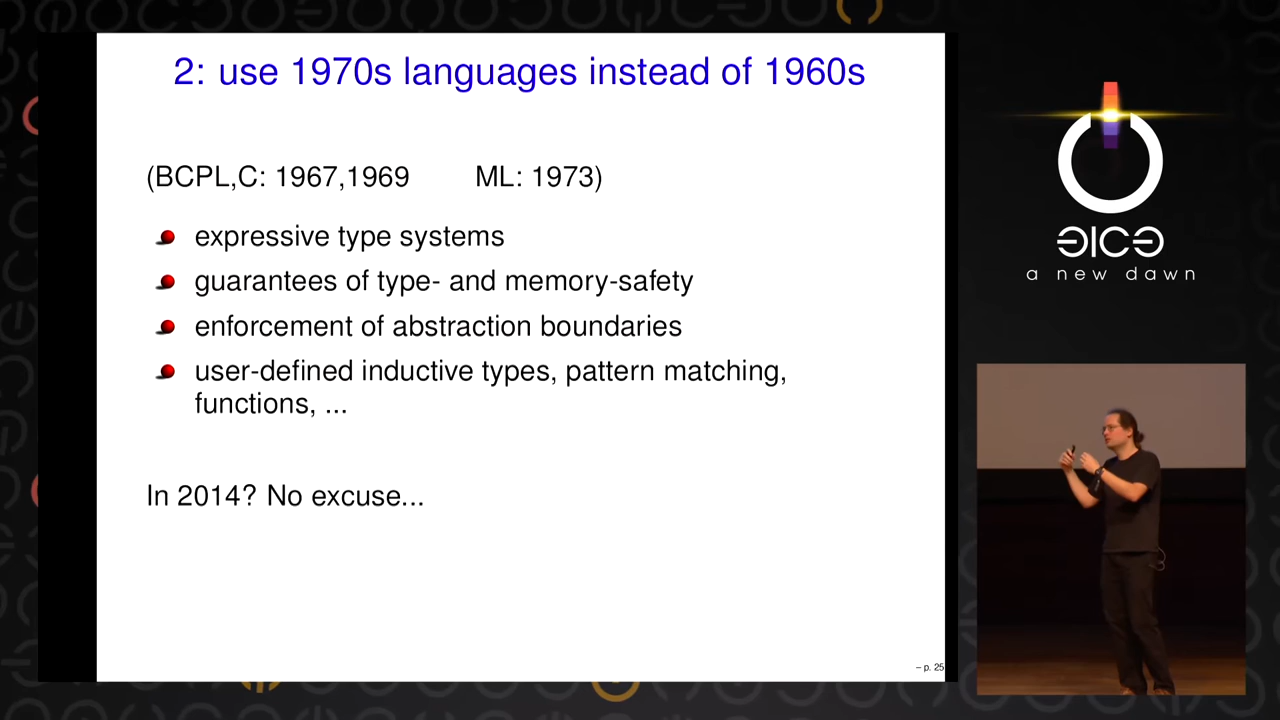 2: use 1970s languages instead of 1960s
(BCPL,C: 1967,1969 ML: 1973)
expressive type systems
guarantees of type- and memory-safety
enforcement of abstraction boundaries
user-defined inductive types, pattern matching,
functions, ...
In 2014? No excuse...
– p. 25
ƎICƎ
a new dawn